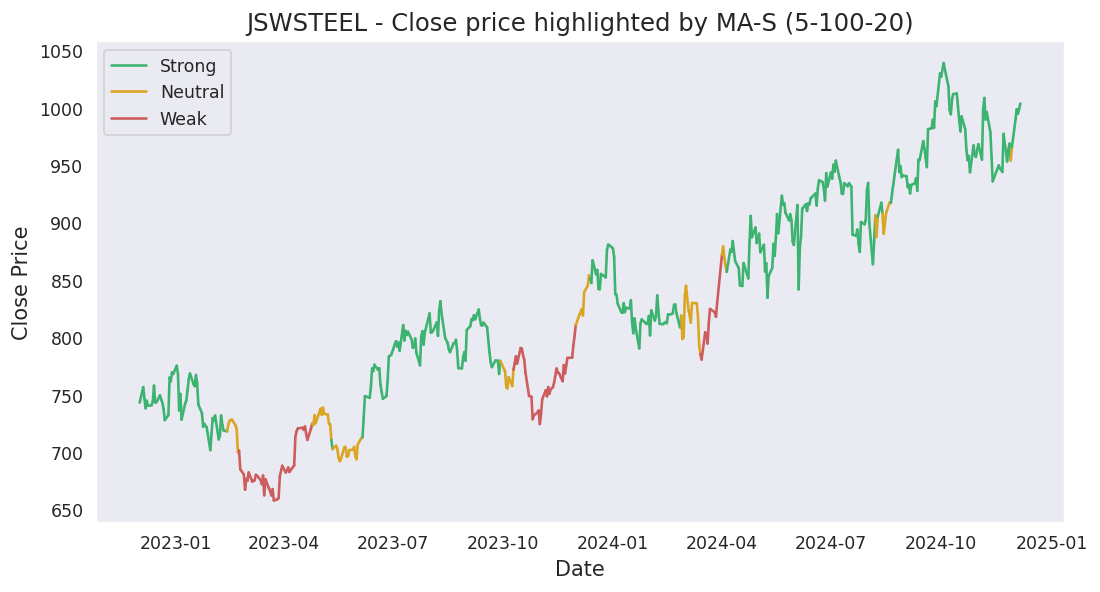 JSWSTEEL - Close price highlighted by MA-S (5-100-20)
Strong
Neutral
Weak
Close Price
1050
1000
950
900
850
800
750
700
650
2023-01 2023-04 2023-07 2023-10 2024-01 2024-04 2024-07 2024-10 2025-01
Date